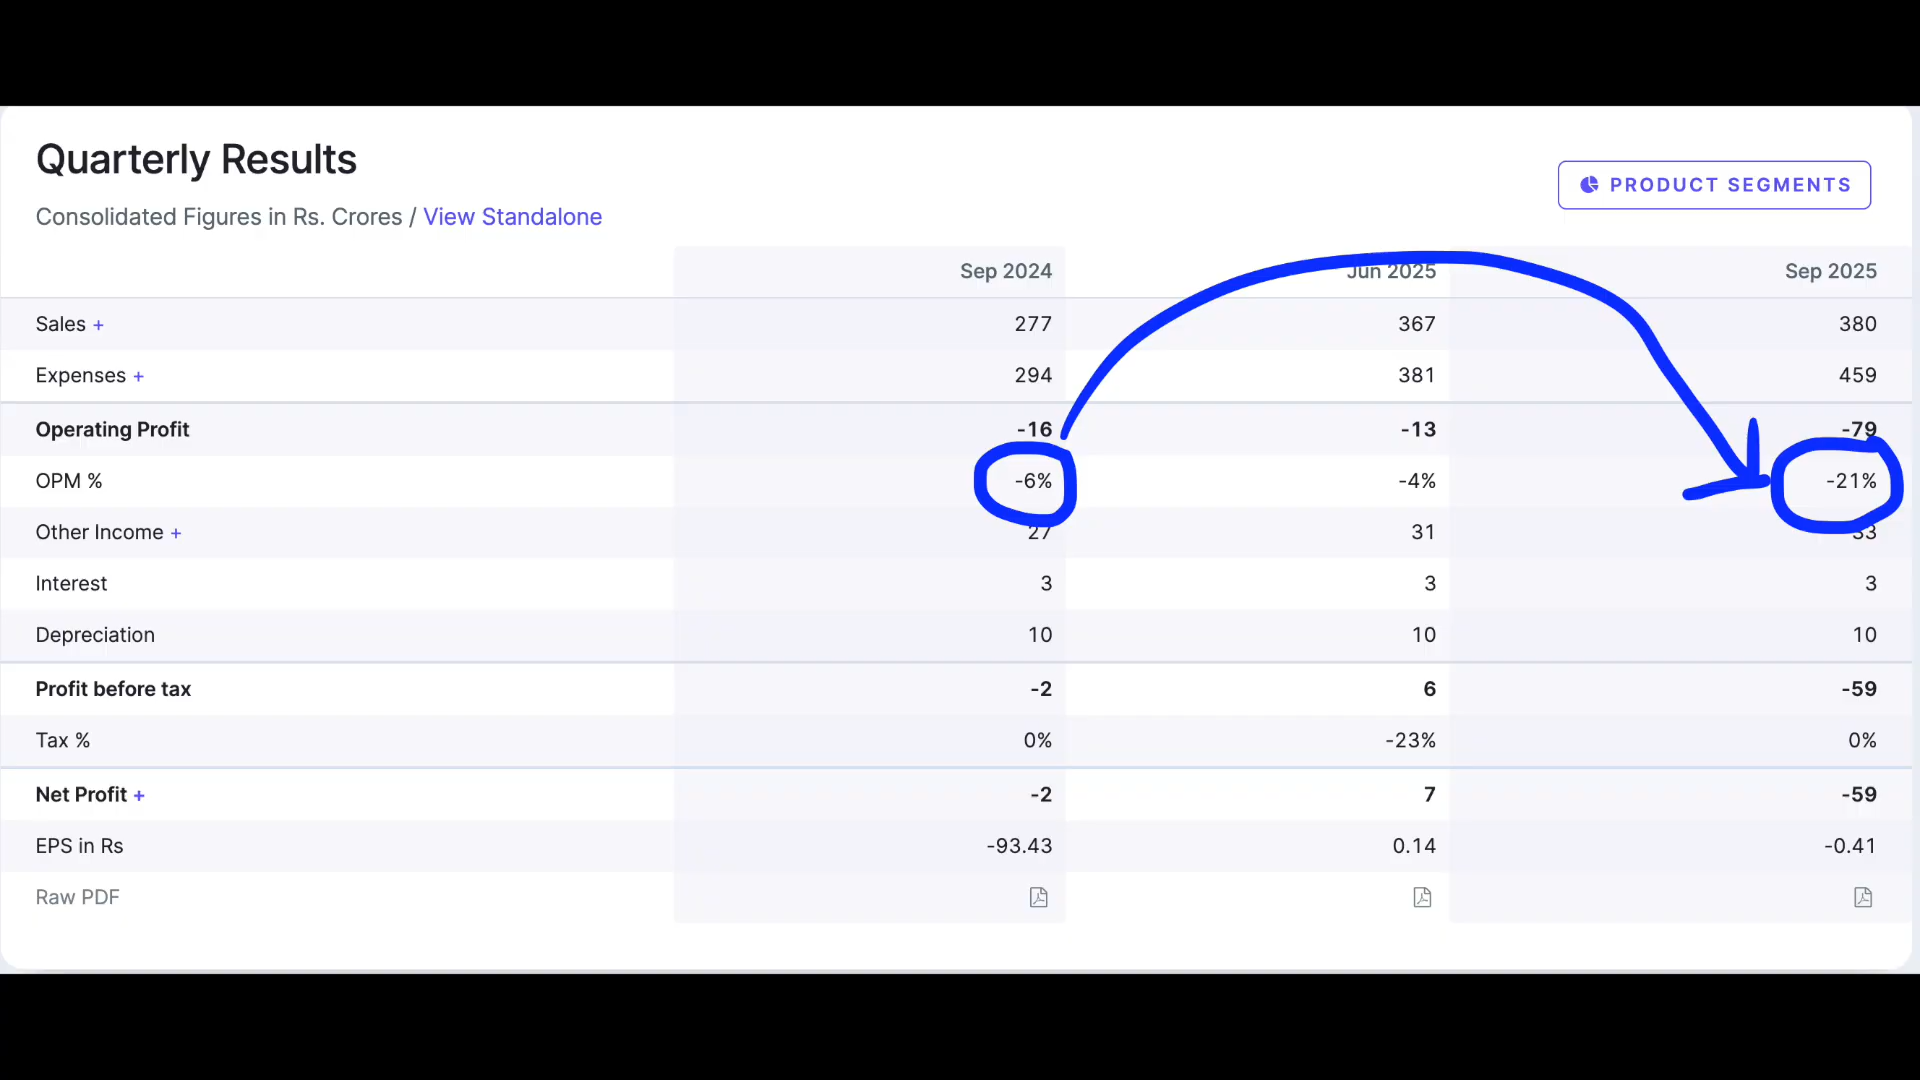 Quarterly Results
PRODUCT SEGMENTS
Consolidated Figures in Rs. Crores / View Standalone
Sep 2024 Jun 2025 Sep 2025
Sales + 277 367 380
Expenses + 294 381 459
Operating Profit -16 -13 -79
OPM % -6% -4% -21%
Other Income + 27 31 33
Interest 3 3 3
Depreciation 10 10 10
Profit before tax -2 6 -59
Tax % 0% -23% 0%
Net Profit + -2 7 -59
EPS in Rs -93.43 0.14 -0.41
Raw PDF